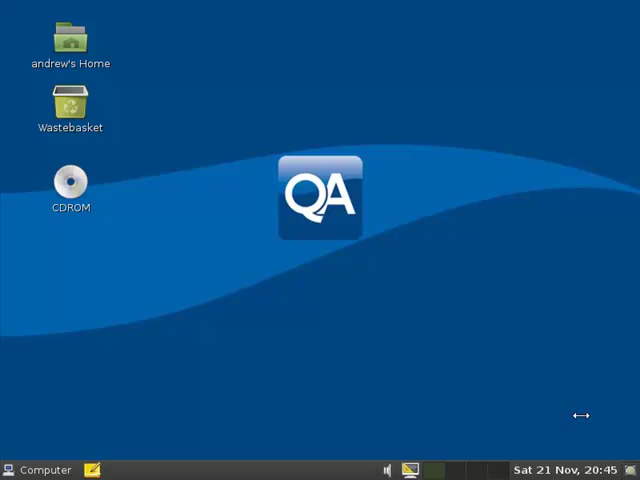 andrew's Home
Wastebasket
CDROM
QA
Computer
Sat 21 Nov, 20:45